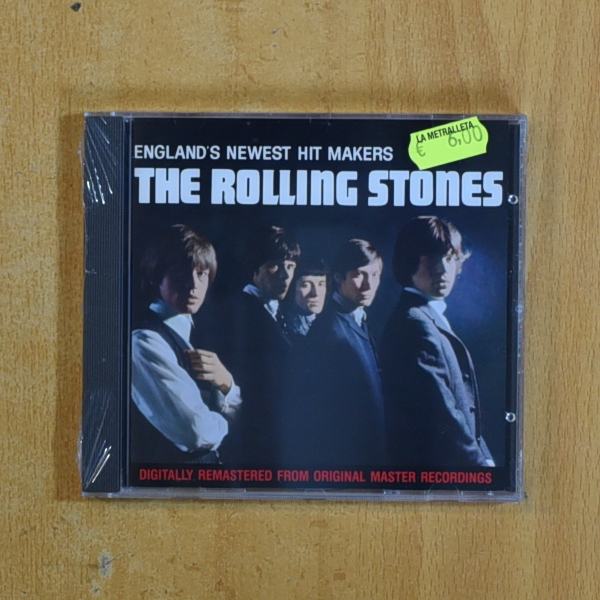 LA METRALLETA
€ 6,00
ENGLAND'S NEWEST HIT MAKERS
THE ROLLING STONES
DIGITALLY REMASTERED FROM ORIGINAL MASTER RECORDINGS